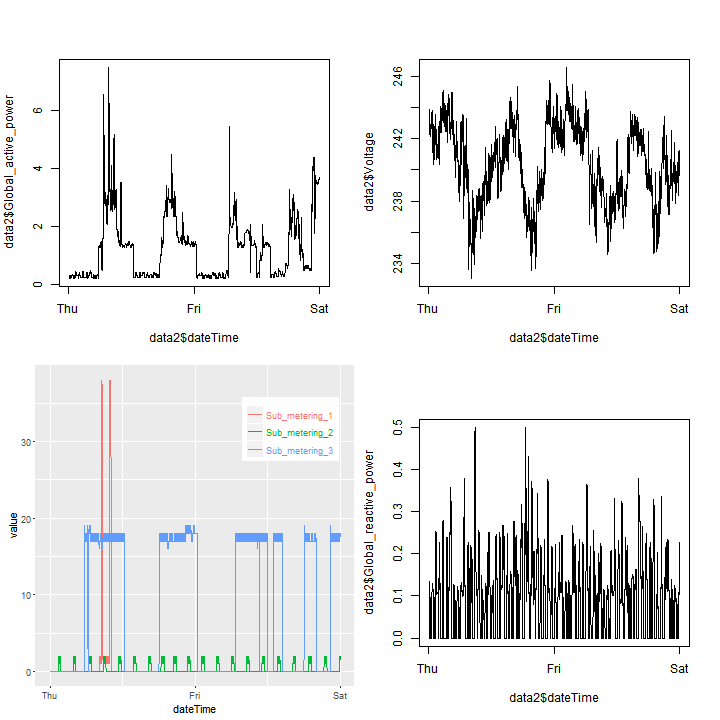 data2$Global_active_power
6
4
2
0
Thu Fri Sat
data2$dateTime
data2$Voltage
246
242
238
234
Thu Fri Sat
data2$dateTime
value
30
20
10
0
Sub_metering_1
Sub_metering_2
Sub_metering_3
Thu Fri Sat
dateTime
data2$Global_reactive_power
0.5
0.4
0.3
0.2
0.1
0.0
Thu Fri Sat
data2$dateTime